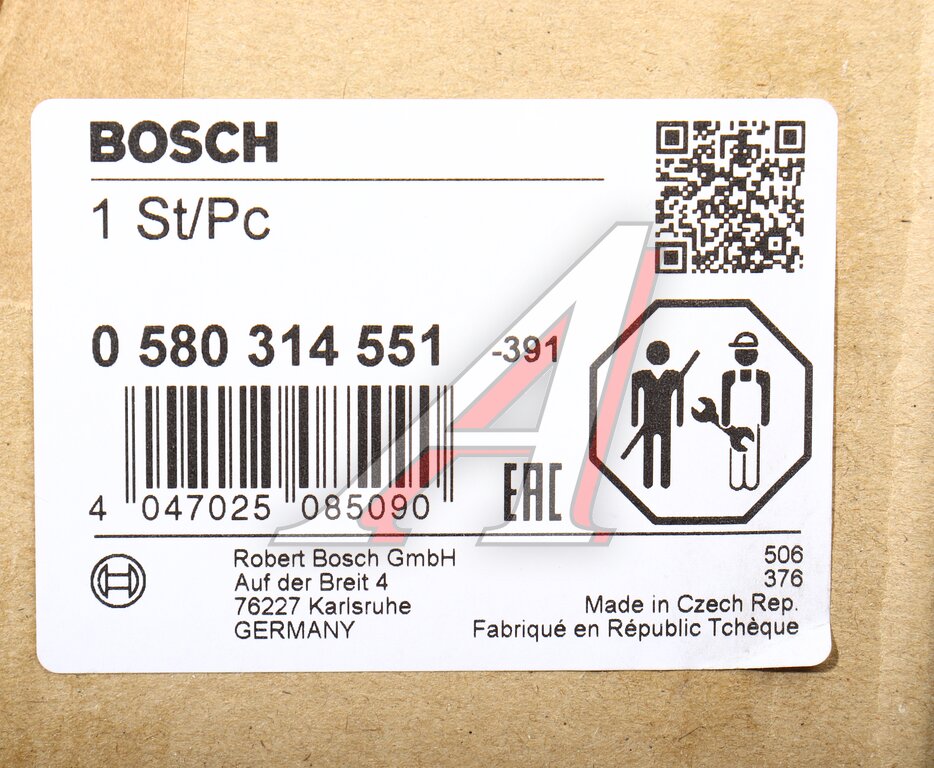 BOSCH
1 St/Pc
0 580 314 551 -391
4 047025 085090
EAC
Robert Bosch GmbH
Auf der Breit 4
76227 Karlsruhe
GERMANY
506
376
Made in Czech Rep.
Fabriqué en Républic Tchèque